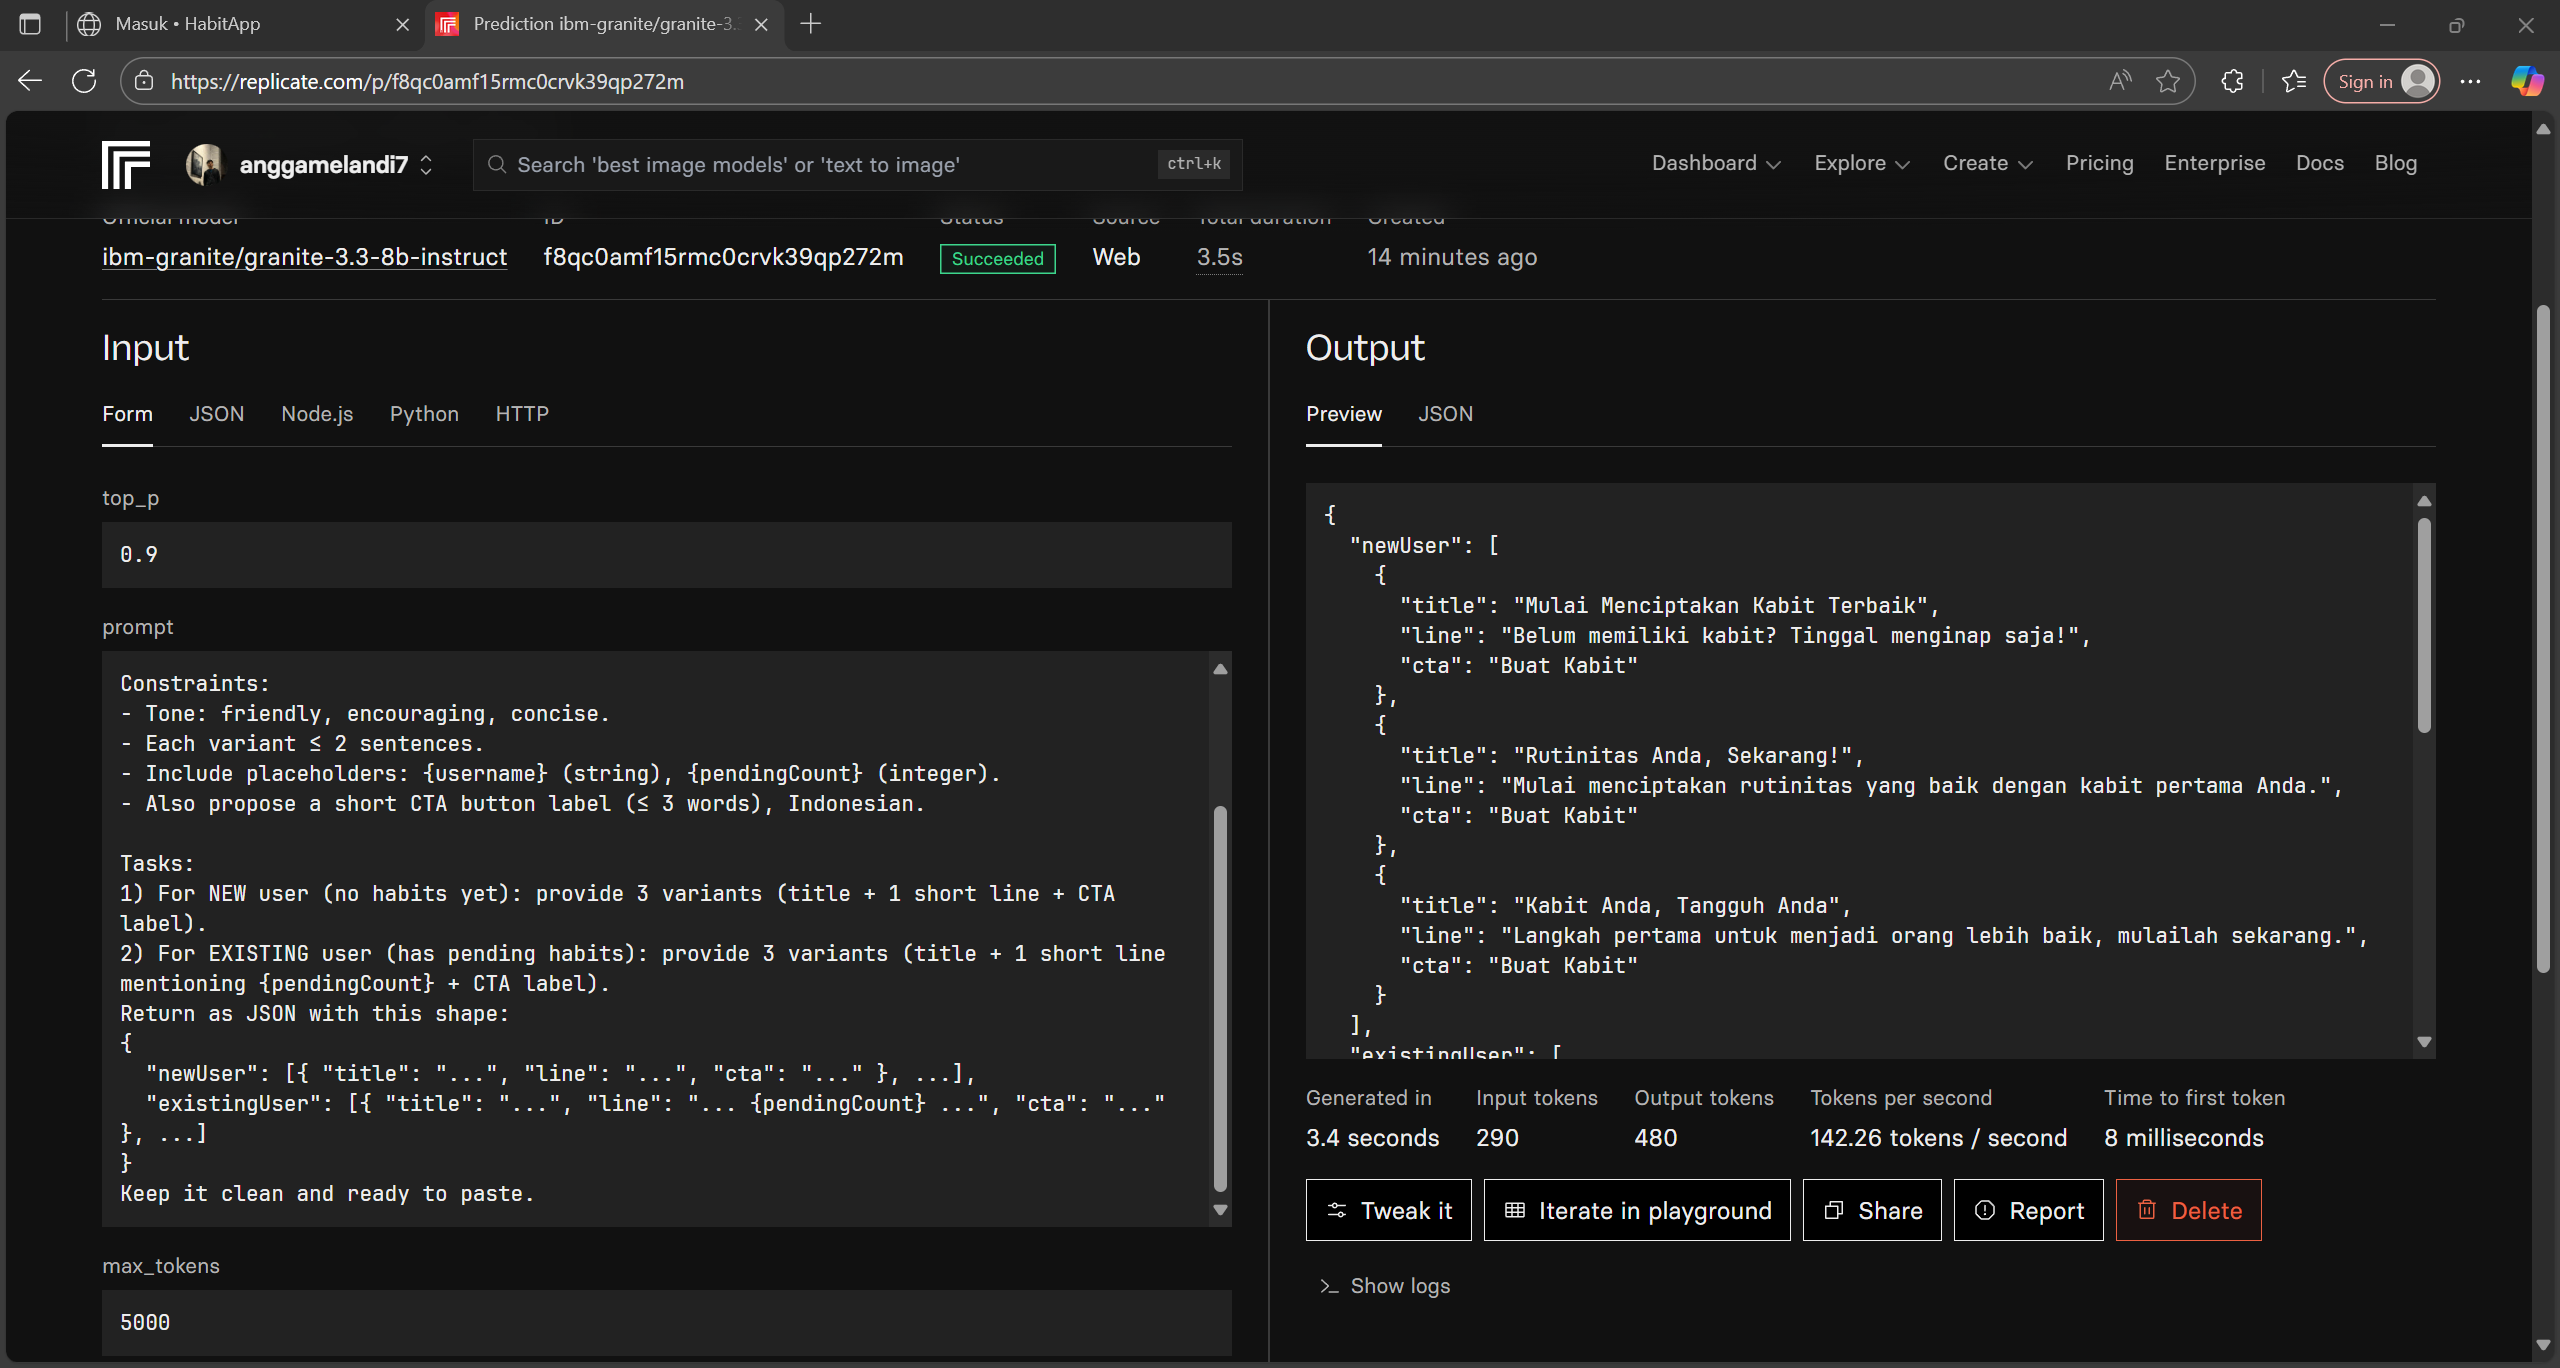 Masuk • HabitApp
Prediction ibm-granite/granite-3.
https://replicate.com/p/f8qc0amf15rmc0crvk39qp272m
Sign in
anggamelandi7
Search 'best image models' or 'text to image'
ctrl+k
Dashboard
Explore
Create
Pricing
Enterprise
Docs
Blog
Official model
ID
Status
Source
Total duration
Created
ibm-granite/granite-3.3-8b-instruct
f8qc0amf15rmc0crvk39qp272m
Succeeded
Web
3.5s
14 minutes ago
Input
Form
JSON
Node.js
Python
HTTP
top_p
0.9
prompt
Constraints:
- Tone: friendly, encouraging, concise.
- Each variant ≤ 2 sentences.
- Include placeholders: {username} (string), {pendingCount} (integer).
- Also propose a short CTA button label (≤ 3 words), Indonesian.
Tasks:
1) For NEW user (no habits yet): provide 3 variants (title + 1 short line + CTA
label).
2) For EXISTING user (has pending habits): provide 3 variants (title + 1 short line
mentioning {pendingCount} + CTA label).
Return as JSON with this shape:
{
"newUser": [{ "title": "...", "line": "...", "cta": "..." }, ...],
"existingUser": [{ "title": "...", "line": "... {pendingCount} ...", "cta": "..."
}, ...]
}
Keep it clean and ready to paste.
max_tokens
5000
Output
Preview
JSON
{
"newUser": [
{
"title": "Mulai Menciptakan Kabit Terbaik",
"line": "Belum memiliki kabit? Tinggal menginap saja!",
"cta": "Buat Kabit"
},
{
"title": "Rutinitas Anda, Sekarang!",
"line": "Mulai menciptakan rutinitas yang baik dengan kabit pertama Anda.",
"cta": "Buat Kabit"
},
{
"title": "Kabit Anda, Tangguh Anda",
"line": "Langkah pertama untuk menjadi orang lebih baik, mulailah sekarang.",
"cta": "Buat Kabit"
}
],
"existingUser": [
Generated in
3.4 seconds
Input tokens
290
Output tokens
480
Tokens per second
142.26 tokens / second
Time to first token
8 milliseconds
Tweak it
Iterate in playground
Share
Report
Delete
Show logs